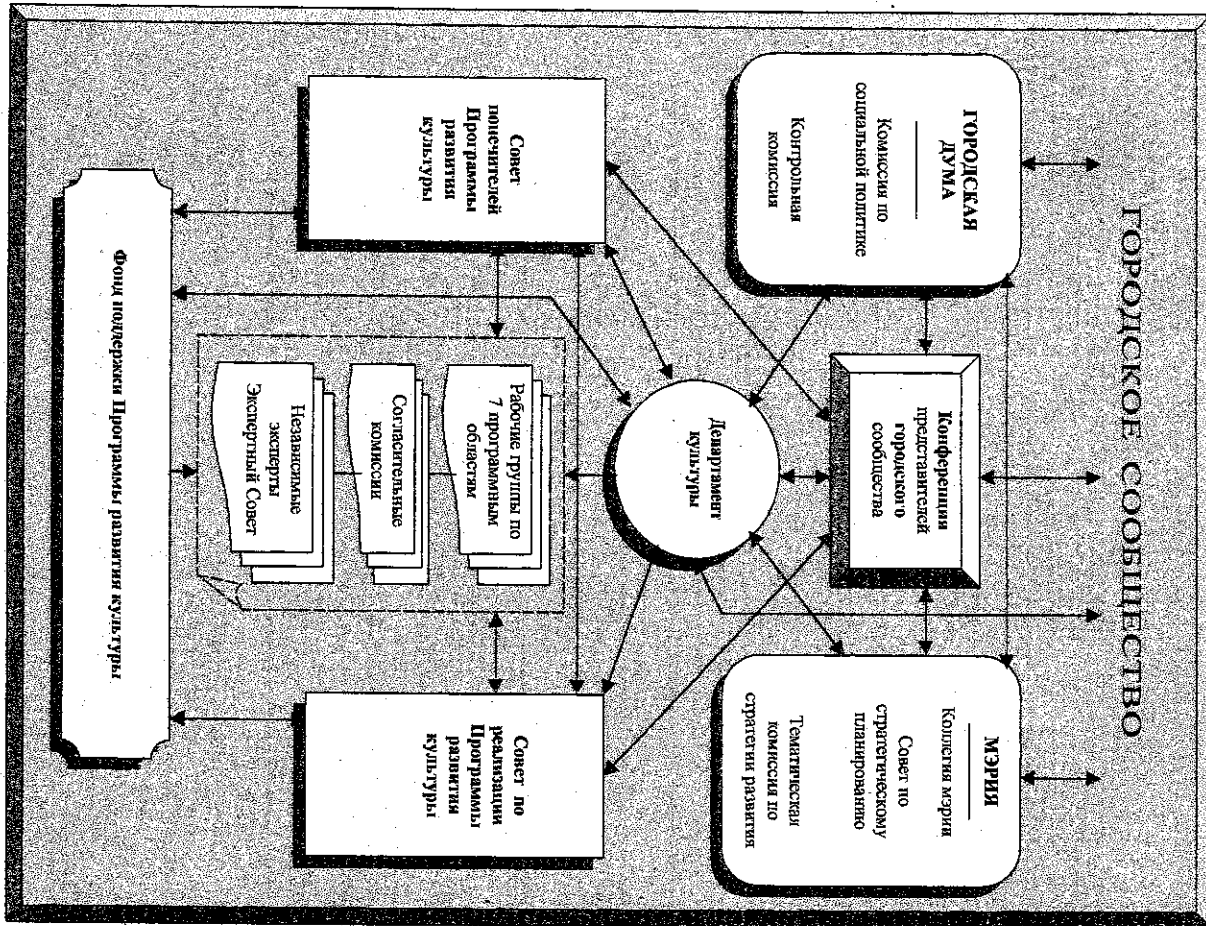 ГОРОДСКОЕ СООБЩЕСТВО
ГОРОДСКАЯ
ДУМА
Комиссия по
социальной политике
Контрольная
комиссия
Конференции
представителей
городского
сообщества
МЭРИЯ
Коллегия мэрии
Совет по
стратегическому
планированию
Тематическая
комиссия по
стратегии развития
Департамент
культуры
Совет
попечителей
Программы
развития
культуры
Рабочие группы по
7 программным
областям
Согласительные
комиссии
Независимые
эксперты
Экспертный Совет
Совет по
реализации
Программы
развития
культуры
Фонд поддержки Программы развития культуры